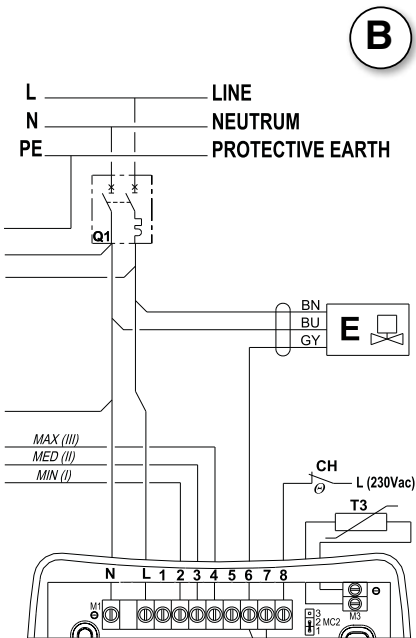 B
L LINE
N NEUTRUM
PE PROTECTIVE EARTH
Q1
BN
BU
GY
E
MAX (III)
MED (II)
MIN (I)
CH
L (230Vac)
T3
N L 1 2 3 4 5 6 7 8
M1
3
2 MC2
1
M3